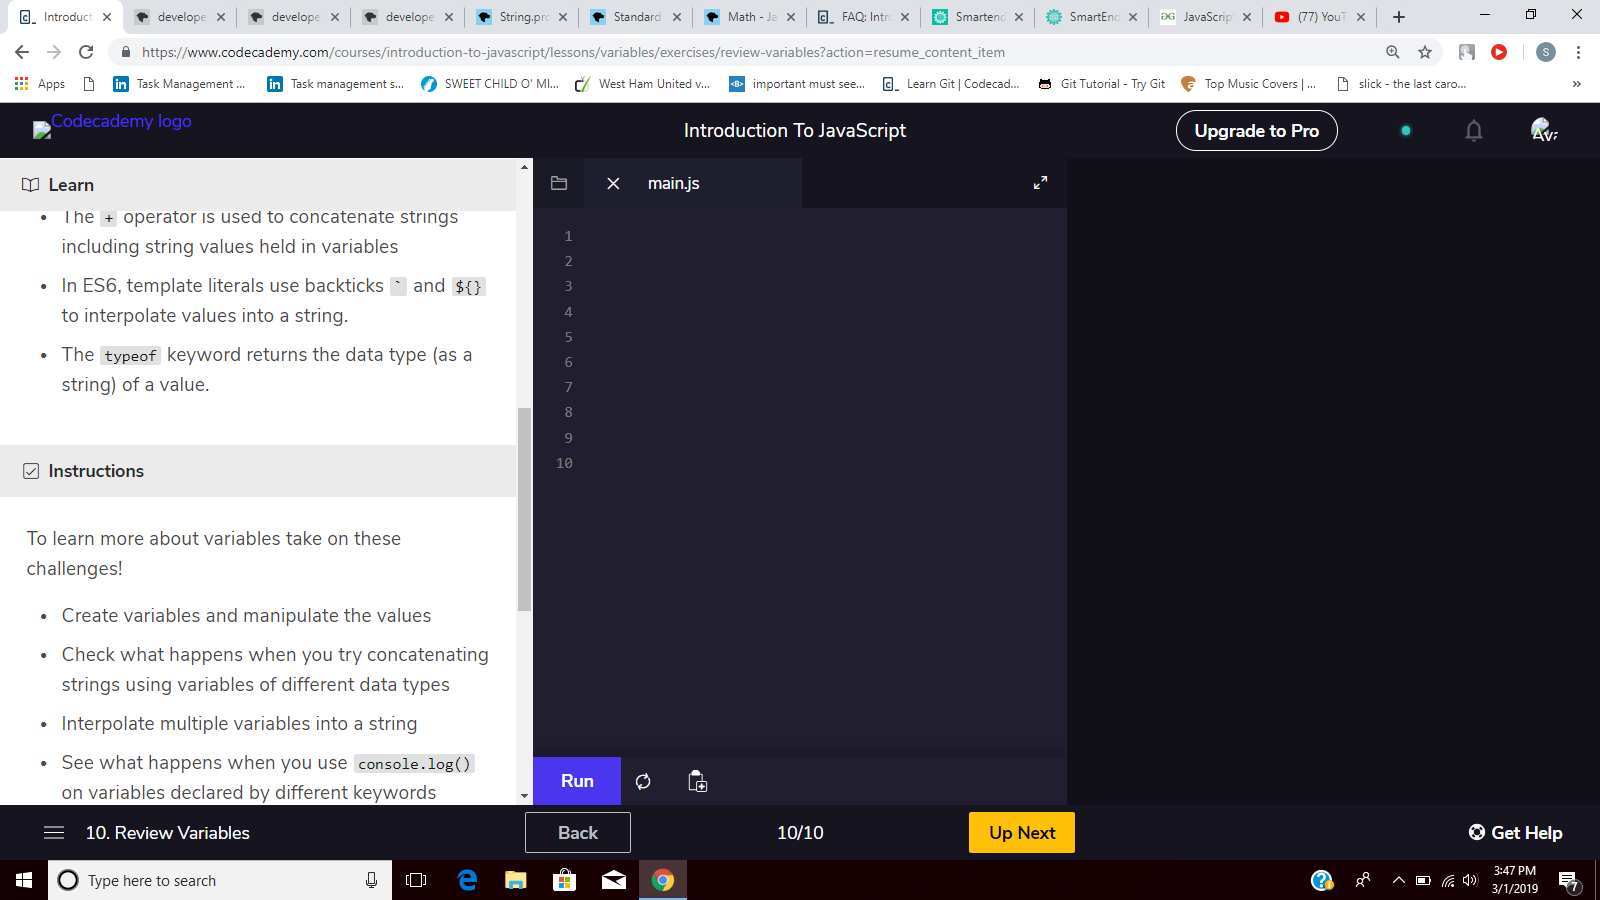 Introduct
develope
develope
develope
String.pro
Standard
Math - Ja
FAQ: Intro
Smartend
SmartEnd
JavaScrip
(77) YouT
https://www.codecademy.com/courses/introduction-to-javascript/lessons/variables/exercises/review-variables?action=resume_content_item
S
Apps
Task Management ...
Task management s...
SWEET CHILD O' MI...
West Ham United v...
<B>
important must see...
Learn Git | Codecad...
Git Tutorial - Try Git
Top Music Covers | ...
slick - the last caro...
»
Codecademy logo
Introduction To JavaScript
Upgrade to Pro
Ava
Learn
main.js
The + operator is used to concatenate strings
including string values held in variables
In ES6, template literals use backticks ` and ${}
to interpolate values into a string.
The typeof keyword returns the data type (as a
string) of a value.
Instructions
To learn more about variables take on these
challenges!
Create variables and manipulate the values
Check what happens when you try concatenating
strings using variables of different data types
Interpolate multiple variables into a string
See what happens when you use console.log()
on variables declared by different keywords
1
2
3
4
5
6
7
8
9
10
Run
10. Review Variables
Back
10/10
Up Next
Get Help
Type here to search
3:47 PM
3/1/2019
7